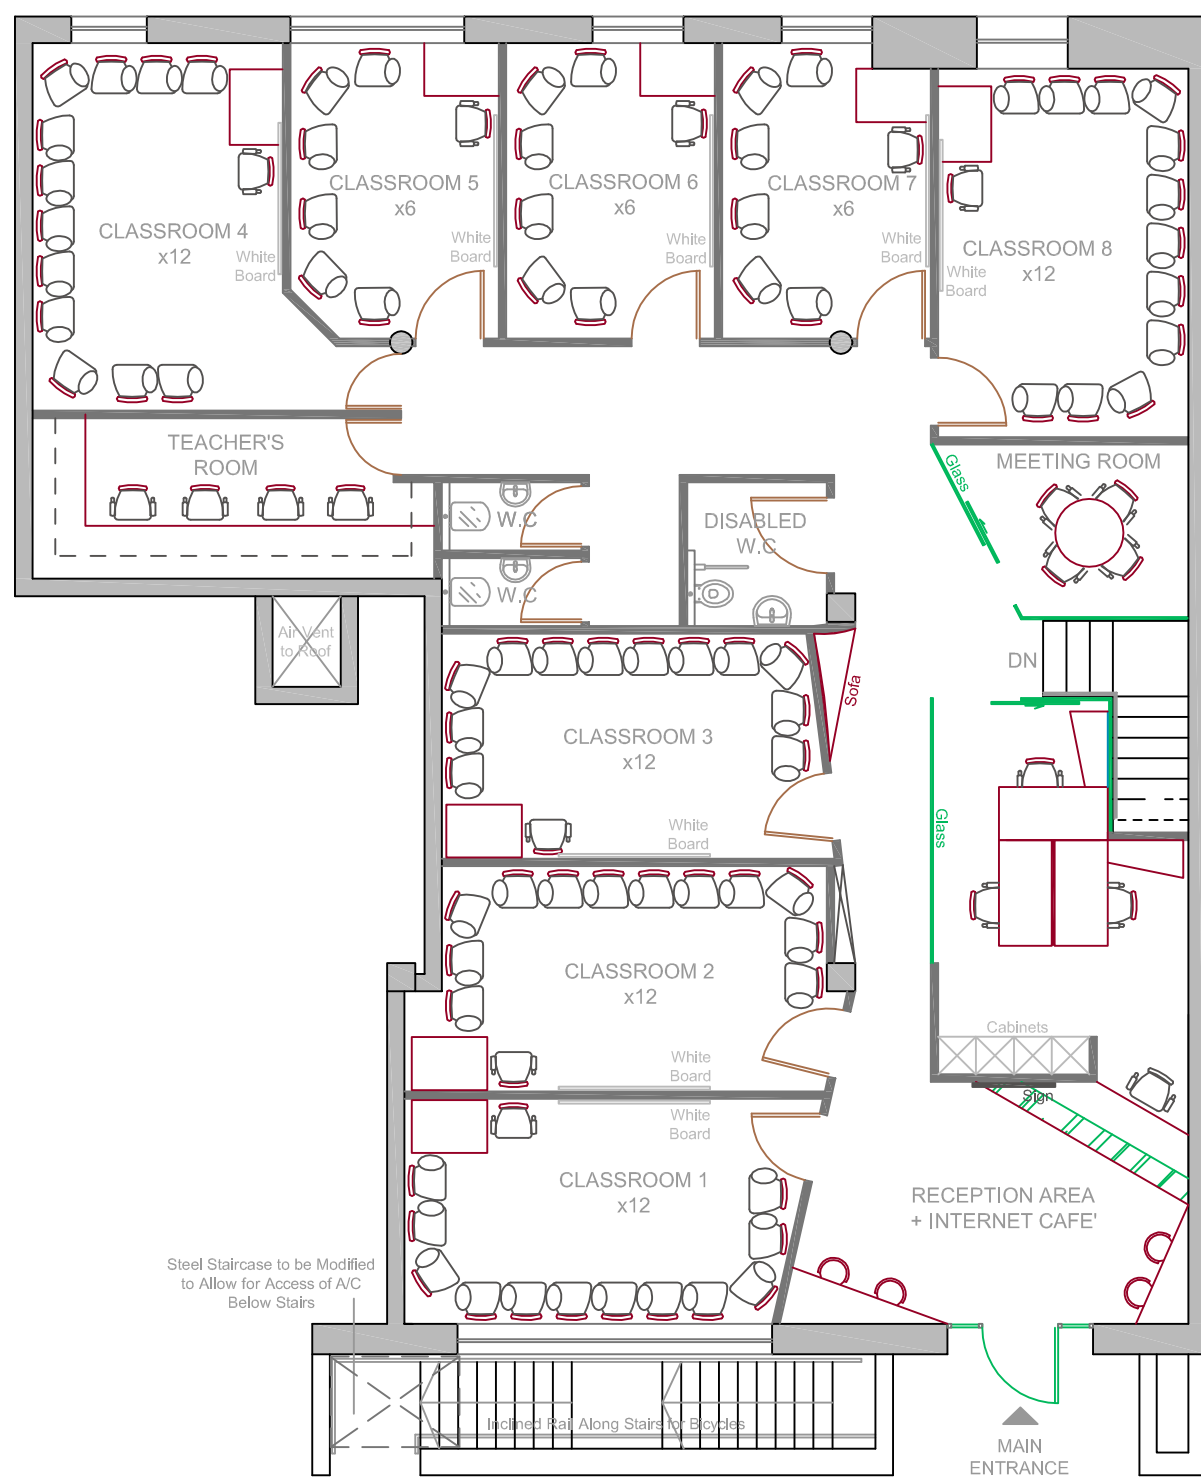 CLASSROOM 4
x12
White
Board
CLASSROOM 5
x6
White
Board
CLASSROOM 6
x6
White
Board
CLASSROOM 7
x6
White
Board
CLASSROOM 8
x12
White
Board
TEACHER'S
ROOM
W.C
W.C
DISABLED
W.C
Glass
MEETING ROOM
Air Vent
to Roof
DN
Sofa
CLASSROOM 3
x12
White
Board
Glass
CLASSROOM 2
x12
White
Board
Cabinets
Sign
White
Board
CLASSROOM 1
x12
RECEPTION AREA
+ INTERNET CAFE'
Steel Staircase to be Modified
to Allow for Access of A/C
Below Stairs
Inclined Rail Along Stairs for Bicycles
MAIN
ENTRANCE